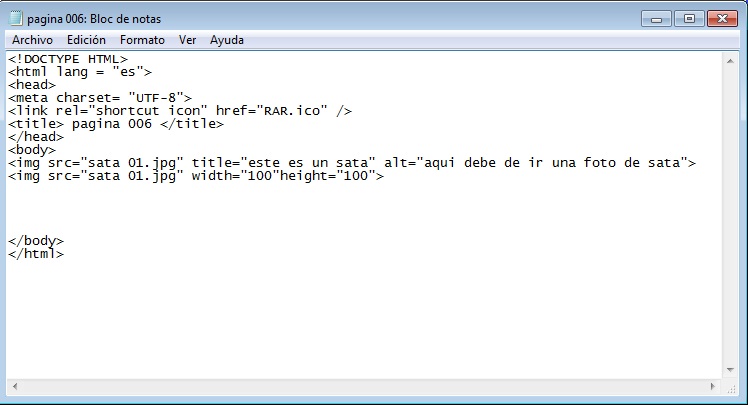 pagina 006: Bloc de notas
Archivo Edición Formato Ver Ayuda
<!DOCTYPE HTML>
<html lang = "es">
<head>
<meta charset= "UTF-8">
<link rel="shortcut icon" href="RAR.ico" />
<title> pagina 006 </title>
</head>
<body>
<img src="sata 01.jpg" title="este es un sata" alt="aqui debe de ir una foto de sata">
<img src="sata 01.jpg" width="100"height="100">
</body>
</html>